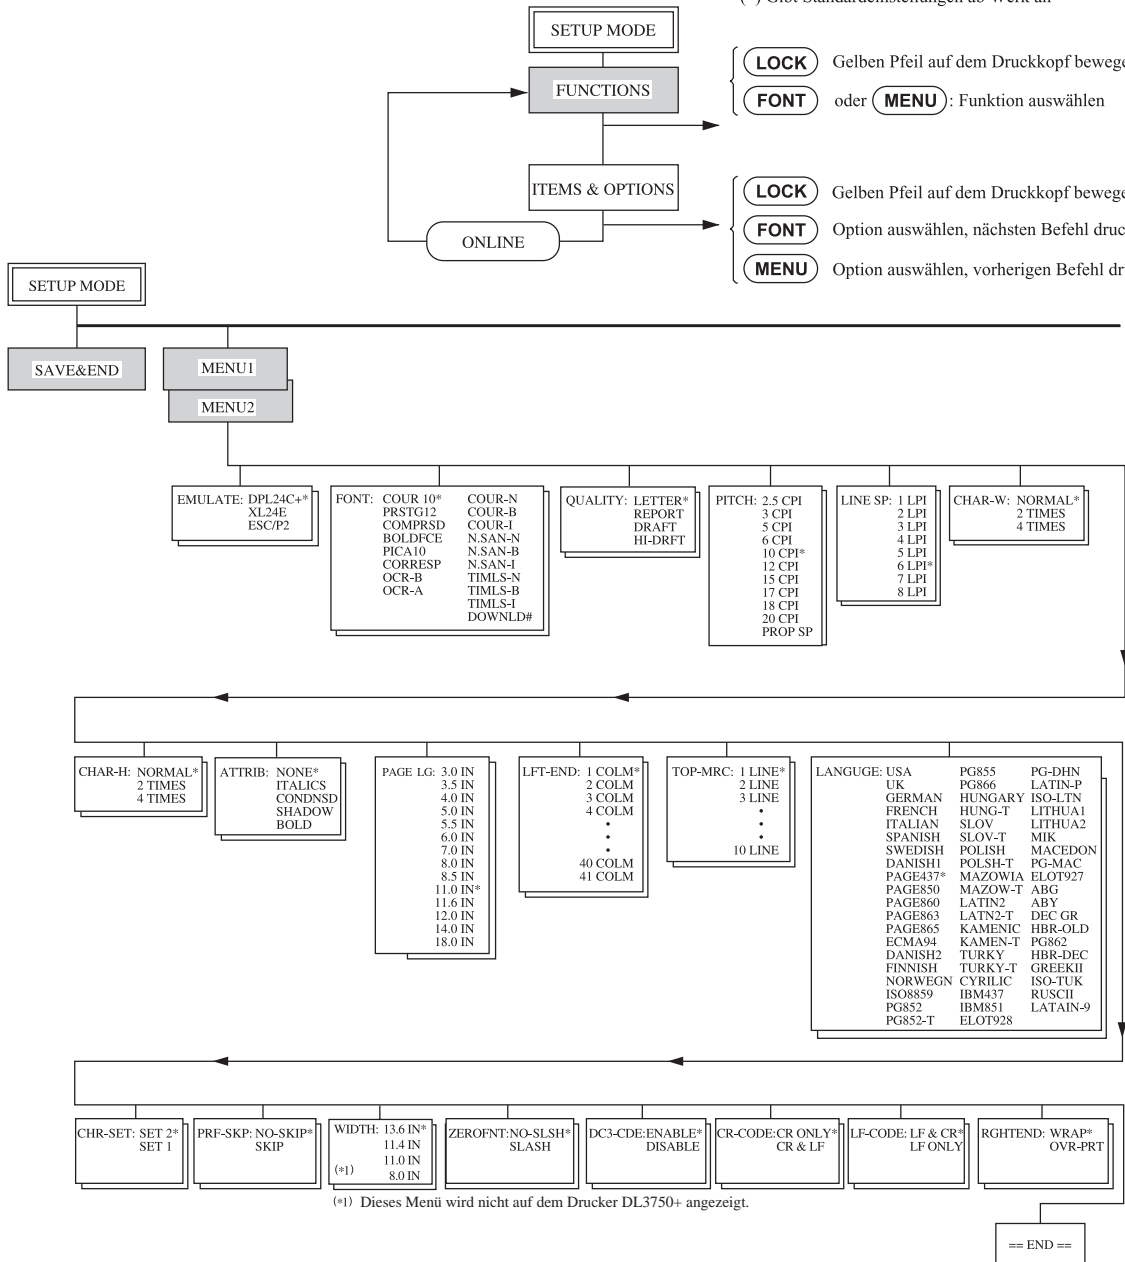 (*) Gibt Standardeinstellungen ab Werk an
SETUP MODE
FUNCTIONS
LOCK Gelben Pfeil auf dem Druckkopf bewege
FONT oder MENU : Funktion auswählen
ITEMS & OPTIONS
ONLINE
LOCK Gelben Pfeil auf dem Druckkopf bewege
FONT Option auswählen, nächsten Befehl druc
MENU Option auswählen, vorherigen Befehl dr
SETUP MODE
SAVE&END
MENU1
MENU2
EMULATE: DPL24C+*
XL24E
ESC/P2
FONT: COUR 10* COUR-N
PRSTG12 COUR-B
COMPRSD COUR-I
BOLDFCE N.SAN-N
PICA10 N.SAN-B
CORRESP N.SAN-I
OCR-B TIMLS-N
OCR-A TIMLS-B
TIMLS-I
DOWNLD#
QUALITY: LETTER*
REPORT
DRAFT
HI-DRFT
PITCH: 2.5 CPI
3 CPI
5 CPI
6 CPI
10 CPI*
12 CPI
15 CPI
17 CPI
18 CPI
20 CPI
PROP SP
LINE SP: 1 LPI
2 LPI
3 LPI
4 LPI
5 LPI
6 LPI*
7 LPI
8 LPI
CHAR-W: NORMAL*
2 TIMES
4 TIMES
CHAR-H: NORMAL*
2 TIMES
4 TIMES
ATTRIB: NONE*
ITALICS
CONDNSD
SHADOW
BOLD
PAGE LG: 3.0 IN
3.5 IN
4.0 IN
5.0 IN
5.5 IN
6.0 IN
7.0 IN
8.0 IN
8.5 IN
11.0 IN*
11.6 IN
12.0 IN
14.0 IN
18.0 IN
LFT-END: 1 COLM*
2 COLM
3 COLM
4 COLM
•
•
•
40 COLM
41 COLM
TOP-MRC: 1 LINE*
2 LINE
3 LINE
•
•
•
10 LINE
LANGUGE: USA PG855 PG-DHN
UK PG866 LATIN-P
GERMAN HUNGARY ISO-LTN
FRENCH HUNG-T LITHUA1
ITALIAN SLOV LITHUA2
SPANISH SLOV-T MIK
SWEDISH POLISH MACEDON
DANISH1 POLSH-T PG-MAC
PAGE437* MAZOWIA ELOT927
PAGE850 MAZOW-T ABG
PAGE860 LATIN2 ABY
PAGE863 LATN2-T DEC GR
PAGE865 KAMENIC HBR-OLD
ECMA94 KAMEN-T PG862
DANISH2 TURKY HBR-DEC
FINNISH TURKY-T GREEKII
NORWEGN CYRILIC ISO-TUK
ISO8859 IBM437 RUSCII
PG852 IBM851 LATAIN-9
PG852-T ELOT928
CHR-SET: SET 2*
SET 1
PRF-SKP: NO-SKIP*
SKIP
WIDTH: 13.6 IN*
11.4 IN
11.0 IN
(*1) 8.0 IN
ZEROFNT:NO-SLSH*
SLASH
DC3-CDE:ENABLE*
DISABLE
CR-CODE:CR ONLY*
CR & LF
LF-CODE: LF & CR*
LF ONLY
RGHTEND: WRAP*
OVR-PRT
(*1) Dieses Menü wird nicht auf dem Drucker DL3750+ angezeigt.
== END ==